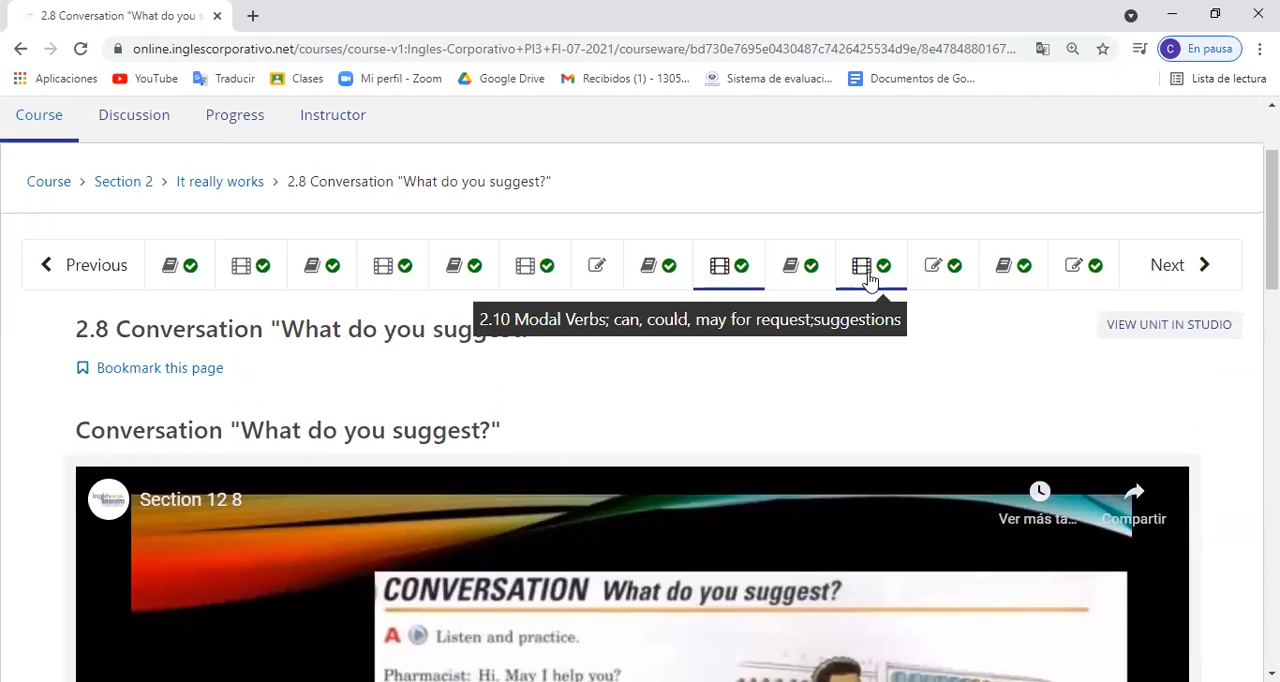 2.8 Conversation "What do you s
online.inglescorporativo.net/courses/course-v1:Ingles-Corporativo+PI3+FI-07-2021/courseware/bd730e7695e0430487c7426425534d9e/8e4784880167...
C En pausa
Aplicaciones YouTube Traducir Clases Mi perfil - Zoom Google Drive Recibidos (1) - 1305... Sistema de evaluaci... Documentos de Go... Lista de lectura
Course Discussion Progress Instructor
Course > Section 2 > It really works > 2.8 Conversation "What do you suggest?"
Previous Next
2.10 Modal Verbs; can, could, may for request;suggestions
2.8 Conversation "What do you sug
VIEW UNIT IN STUDIO
Bookmark this page
Conversation "What do you suggest?"
Section 12 8
Ver más ta... Compartir
CONVERSATION What do you suggest?
A Listen and practice.
Pharmacist: Hi. May I help you?